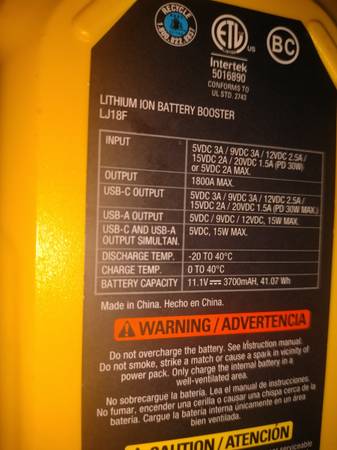 RECYCLE
1.800.822.8837
ETL
US
Intertek
5016890
CONFORMS TO
UL STD. 2743
BC
LITHIUM ION BATTERY BOOSTER
LJ18F
INPUT 5VDC 3A / 9VDC 3A / 12VDC 2.5A /
15VDC 2A / 20VDC 1.5A (PD 30W)
or 5VDC 2A MAX.
OUTPUT 1800A MAX.
USB-C OUTPUT 5VDC 3A / 9VDC 3A / 12VDC 2.5A /
15VDC 2A / 20VDC 1.5A (PD 30W MAX.)
USB-A OUTPUT 5VDC / 9VDC / 12VDC, 15W MAX.
USB-C AND USB-A
OUTPUT SIMULTAN. 5VDC, 15W MAX.
DISCHARGE TEMP. -20 TO 40°C
CHARGE TEMP. 0 TO 40°C
BATTERY CAPACITY 11.1V 3700mAH, 41.07 Wh
Made in China. Hecho en China.
WARNING / ADVERTENCIA
Do not overcharge the battery. See Instruction manual.
Do not smoke, strike a match or cause a spark in vicinity of
power pack. Only charge the internal battery in a
well-ventilated area.
No sobrecargue la batería. Lea el manual de instrucciones.
No fumar, encender una cerilla o causar una chispa cerca de la
batería. Cargue la batería interna únicamente en un área
bien ventilada.
CAUTION / ATENCIÓN
serviceable